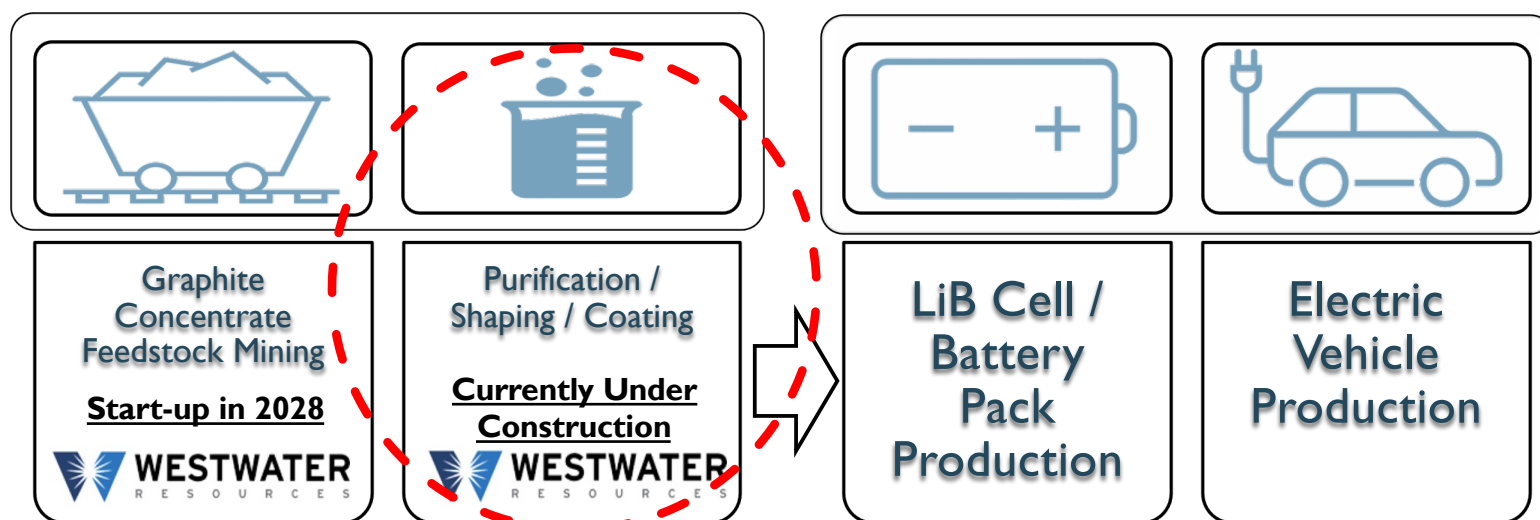 Graphite
Concentrate
Feedstock Mining
Start-up in 2028
WESTWATER
RESOURCES
Purification /
Shaping / Coating
Currently Under
Construction
WESTWATER
RESOURCES
LiB Cell /
Battery
Pack
Production
Electric
Vehicle
Production